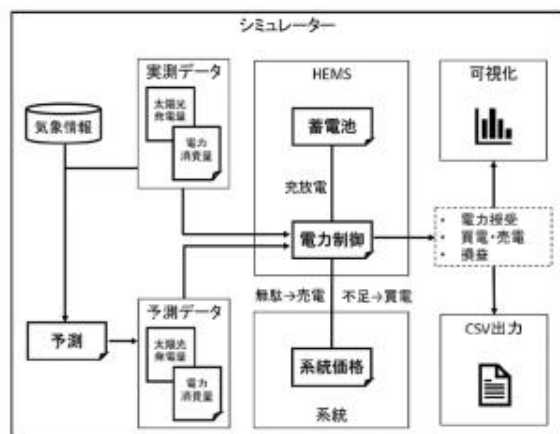 シミュレーター
実測データ
太陽光
発電量
電力
消費量
気象情報
予測
予測データ
太陽光
発電量
電力
消費量
HEMS
蓄電池
充放電
電力制御
無駄→売電
不足→買電
系統価格
系統
可視化
• 電力授受
• 買電・売電
• 損益
CSV出力